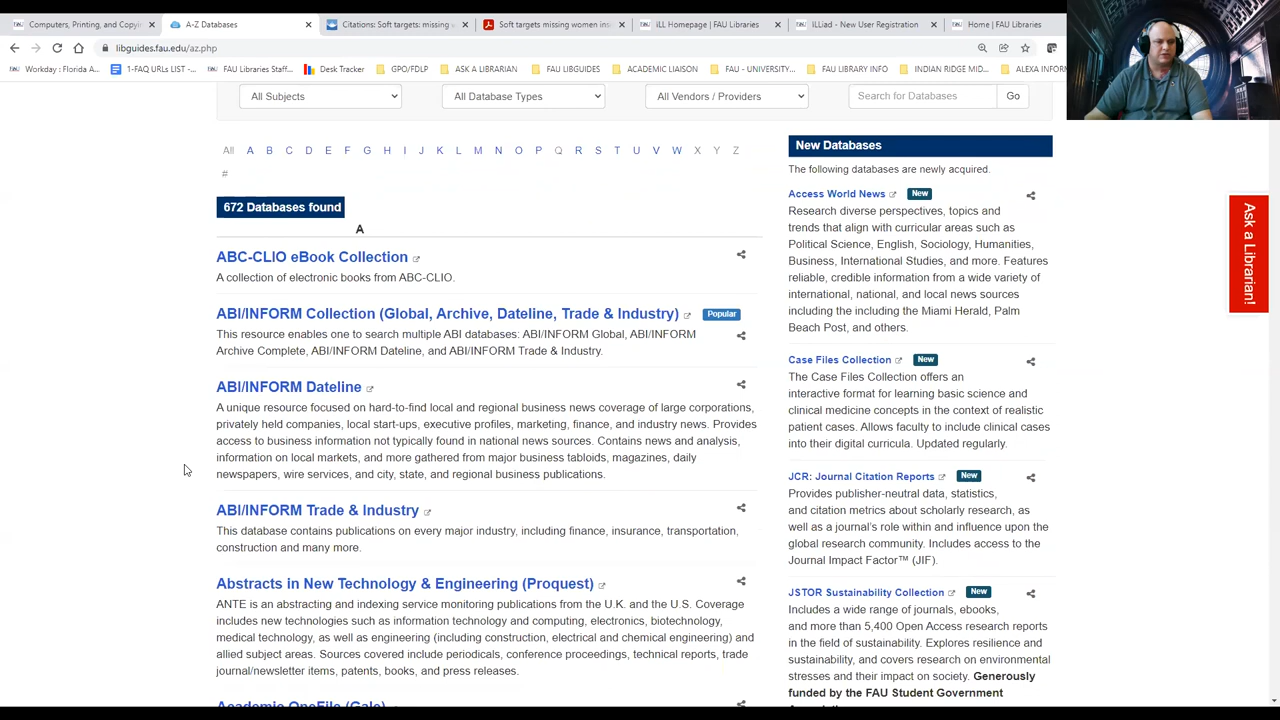 Computers, Printing, and Copyin
A-Z Databases
Citations: Soft targets: missing
Soft targets missing women in
ILL Homepage | FAU Libraries
ILLiad - New User Registration
Home | FAU Libraries
libguides.fau.edu/az.php
Workday : Florida A...
1-FAQ URLs LIST -...
FAU Libraries Staff...
Desk Tracker
GPO/FDLP
ASK A LIBRARIAN
FAU LIBGUIDES
ACADEMIC LIAISON
FAU - UNIVERSITY...
FAU LIBRARY INFO
INDIAN RIDGE MID...
ALEXA INFOR
All Subjects
All Database Types
All Vendors / Providers
Search for Databases
Go
All A B C D E F G H I J K L M N O P Q R S T U V W X Y Z
#
672 Databases found
A
ABC-CLIO eBook Collection
A collection of electronic books from ABC-CLIO.
ABI/INFORM Collection (Global, Archive, Dateline, Trade & Industry) Popular
This resource enables one to search multiple ABI databases: ABI/INFORM Global, ABI/INFORM
Archive Complete, ABI/INFORM Dateline, and ABI/INFORM Trade & Industry.
ABI/INFORM Dateline
A unique resource focused on hard-to-find local and regional business news coverage of large corporations,
privately held companies, local start-ups, executive profiles, marketing, finance, and industry news. Provides
access to business information not typically found in national news sources. Contains news and analysis,
information on local markets, and more gathered from major business tabloids, magazines, daily
newspapers, wire services, and city, state, and regional business publications.
ABI/INFORM Trade & Industry
This database contains publications on every major industry, including finance, insurance, transportation,
construction and many more.
Abstracts in New Technology & Engineering (Proquest)
ANTE is an abstracting and indexing service monitoring publications from the U.K. and the U.S. Coverage
includes new technologies such as information technology and computing, electronics, biotechnology,
medical technology, as well as engineering (including construction, electrical and chemical engineering) and
allied subject areas. Sources covered include periodicals, conference proceedings, technical reports, trade
journal/newsletter items, patents, books, and press releases.
Academic OneFile (Gale)
New Databases
The following databases are newly acquired.
Access World News New
Research diverse perspectives, topics and
trends that align with curricular areas such as
Political Science, English, Sociology, Humanities,
Business, International Studies, and more. Features
reliable, credible information from a wide variety of
international, national, and local news sources
including the including the Miami Herald, Palm
Beach Post, and others.
Case Files Collection New
The Case Files Collection offers an
interactive format for learning basic science and
clinical medicine concepts in the context of realistic
patient cases. Allows faculty to include clinical cases
into their digital curricula. Updated regularly.
JCR: Journal Citation Reports New
Provides publisher-neutral data, statistics,
and citation metrics about scholarly research, as
well as a journal's role within and influence upon the
global research community. Includes access to the
Journal Impact Factor™ (JIF).
JSTOR Sustainability Collection New
Includes a wide range of journals, ebooks,
and more than 5,400 Open Access research reports
in the field of sustainability. Explores resilience and
sustainability, and covers research on environmental
stresses and their impact on society. Generously
funded by the FAU Student Government
Ask a Librarian!